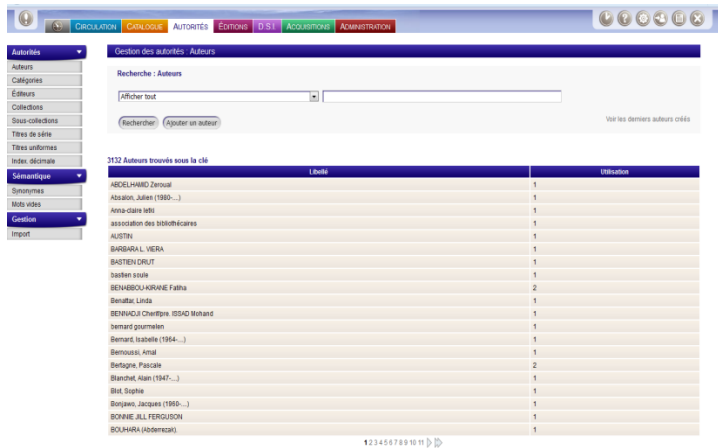 CIRCULATION CATALOGUE AUTORITÉS ÉDITIONS D.S.I. ACQUISITIONS ADMINISTRATION
Autorités
Auteurs
Catégories
Éditeurs
Collections
Sous-collections
Titres de série
Titres uniformes
Index. décimale
Sémantique
Synonymes
Mots vides
Gestion
Import
Gestion des autorités : Auteurs
Recherche : Auteurs
Afficher tout
Rechercher Ajouter un auteur
Voir les derniers auteurs créés
3132 Auteurs trouvés sous la clé
Libellé Utilisation
ABDELHAMID Zeroual 1
Absalon, Julien (1980-...) 1
Anna-claire letki 1
association des bibliothécaires 1
AUSTIN 1
BARBARA L. VIERA 1
BASTIEN DRUT 1
bastien soule 1
BENABBOU-KIRANE Fatiha 2
Benattar, Linda 1
BENNADJI Cherif/pre. ISSAD Mohand 1
bernard gourmelen 1
Bernard, Isabelle (1964-...) 1
Bernoussi, Amal 1
Bertagne, Pascale 2
Blanchet, Alain (1947-...) 1
Blot, Sophie 1
Bonjawo, Jacques (1960-...) 1
BONNIE JILL FERGUSON 1
BOUHARA (Abderrezak). 1
1 2 3 4 5 6 7 8 9 10 11